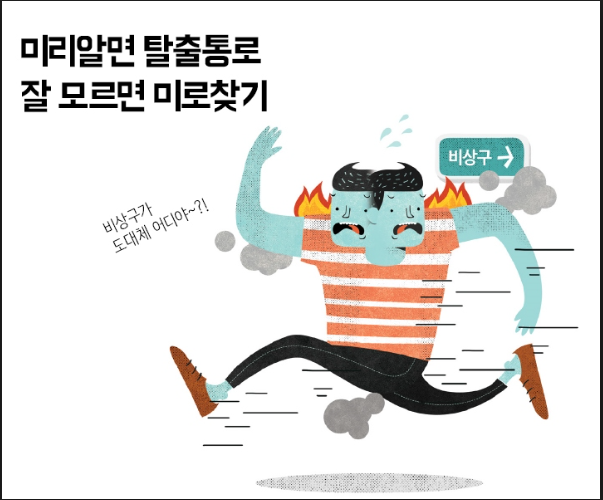 미리알면 탈출통로
잘 모르면 미로찾기
비상구
비상구가
도대체 어디야~?!